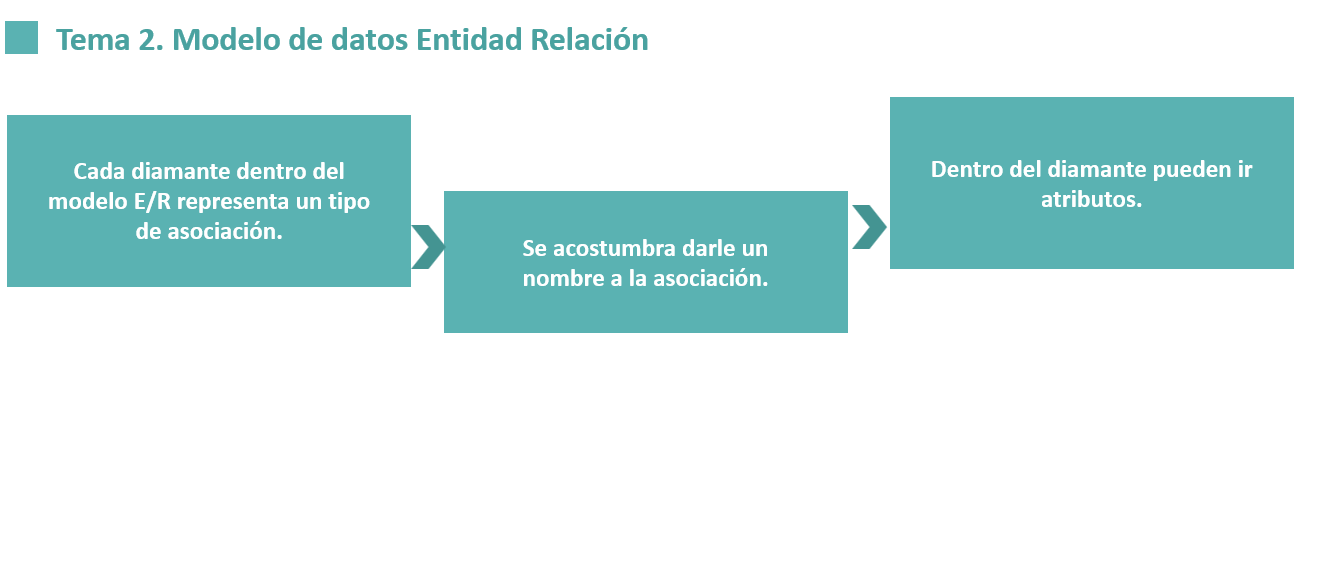 Tema 2. Modelo de datos Entidad Relación
Cada diamante dentro del
modelo E/R representa un tipo
de asociación.
Se acostumbra darle un
nombre a la asociación.
Dentro del diamante pueden ir
atributos.